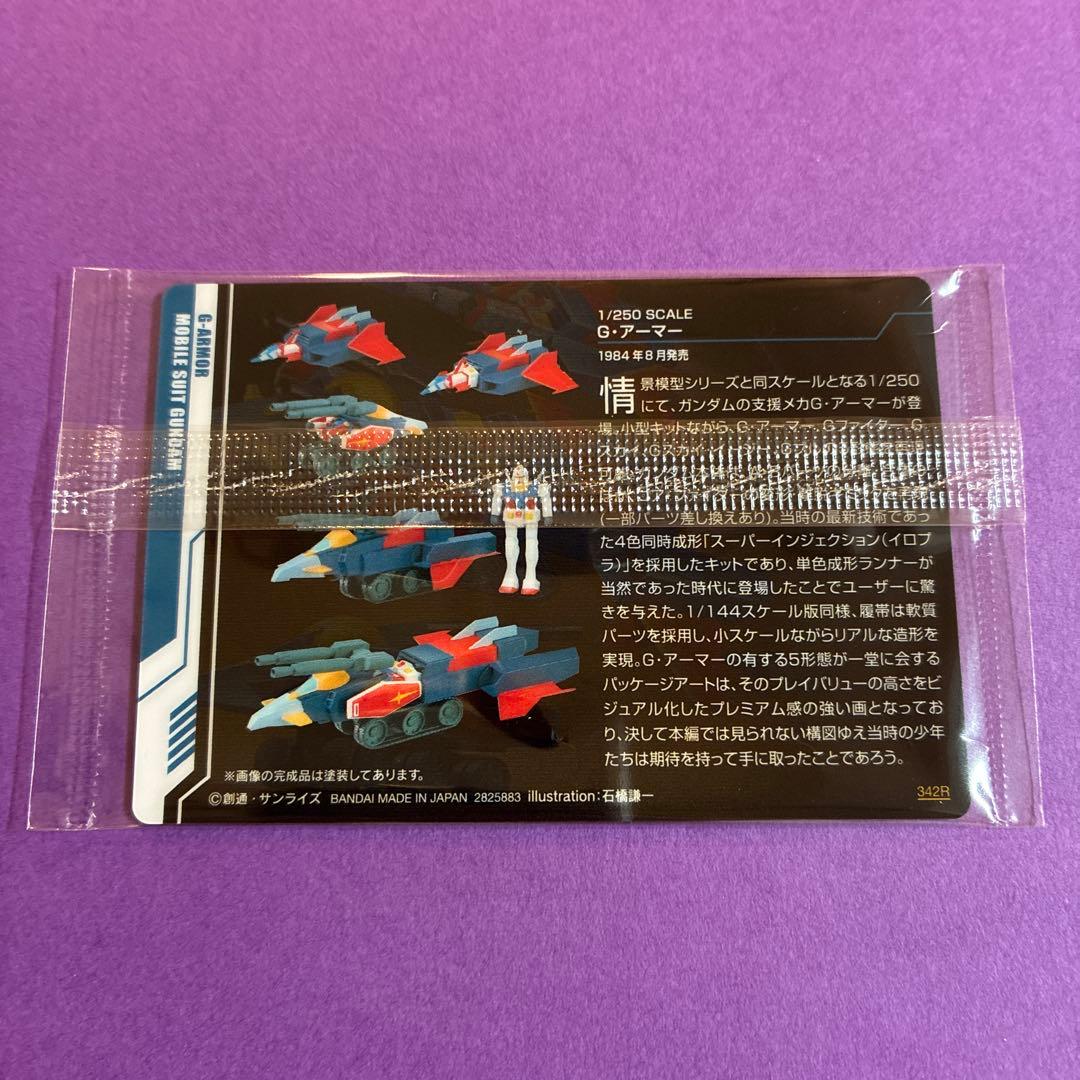 G-ARMOR
MOBILE SUIT GUNDAM
1/250 SCALE
G・アーマー
1984年8月発売
情景模型シリーズと同スケールとなる1/250
にて、ガンダムの支援メカG・アーマーが登
場。小型キットながら、G・アーマー、Gファイター、G
(一部パーツ差し換えあり)。当時の最新技術であっ
た4色同時成形「スーパーインジェクション(イロプ
ラ)」を採用したキットであり、単色成形ランナーが
当然であった時代に登場したことでユーザーに驚
きを与えた。1/144スケール版同様、履帯は軟質
パーツを採用し、小スケールながらリアルな造形を
実現。G・アーマーの有する5形態が一堂に会する
パッケージアートは、そのプレイバリューの高さをビ
ジュアル化したプレミアム感の強い画となってお
り、決して本編では見られない構図ゆえ当時の少年
たちは期待を持って手に取ったことであろう。
※画像の完成品は塗装してあります。
©創通・サンライズ BANDAI MADE IN JAPAN 2825883 illustration:石橋謙一
342R